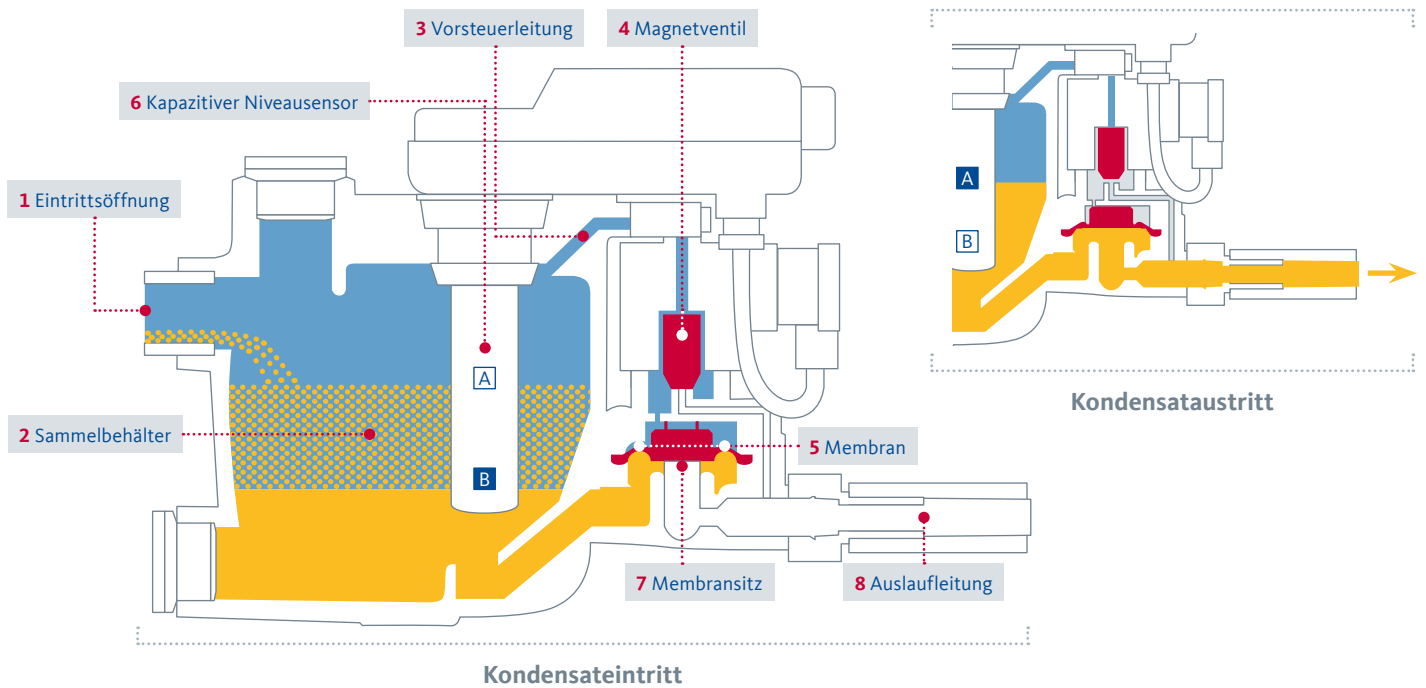 3 Vorsteuerleitung
4 Magnetventil
6 Kapazitiver Niveausensor
1 Eintrittsöffnung
A
B
2 Sammelbehälter
5 Membran
7 Membransitz
8 Auslaufleitung
Kondensateintritt
A
B
Kondensataustritt